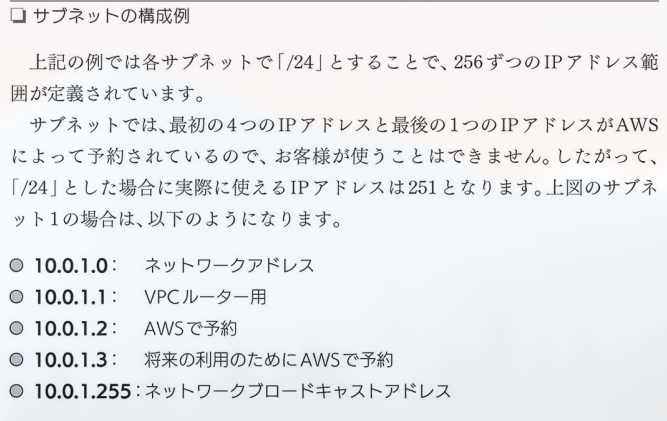 ❏ サブネットの構成例
上記の例では各サブネットで「/24」とすることで、256ずつのIPアドレス範
囲が定義されています。
サブネットでは、最初の4つのIPアドレスと最後の1つのIPアドレスがAWS
によって予約されているので、お客様が使うことはできません。したがって、
「/24」とした場合に実際に使えるIPアドレスは251となります。上図のサブネ
ット1の場合は、以下のようになります。
● 10.0.1.0： ネットワークアドレス
● 10.0.1.1： VPCルーター用
● 10.0.1.2： AWSで予約
● 10.0.1.3： 将来の利用のためにAWSで予約
● 10.0.1.255：ネットワークブロードキャストアドレス